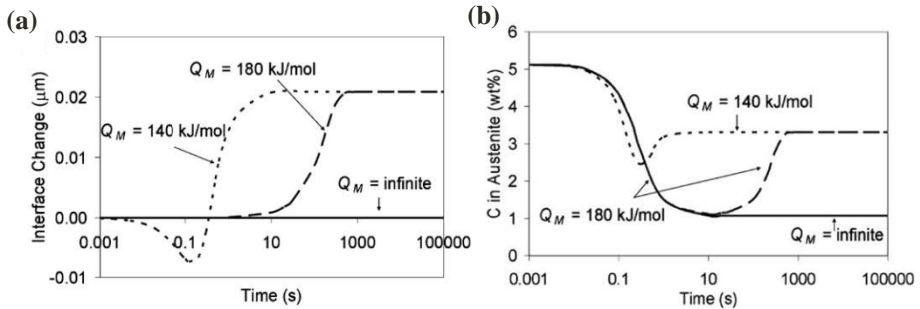 (a)
0.03
0.02
0.01
0.00
-0.01
Interface Change (μm)
Q_M = 180 kJ/mol
Q_M = 140 kJ/mol
Q_M = infinite
0.001 0.1 10 1000 100000
Time (s)
(b)
6
5
4
3
2
1
0
C in Austenite (wt%)
Q_M = 140 kJ/mol
Q_M = 180 kJ/mol
Q_M = infinite
0.001 0.1 10 1000 100000
Time (s)